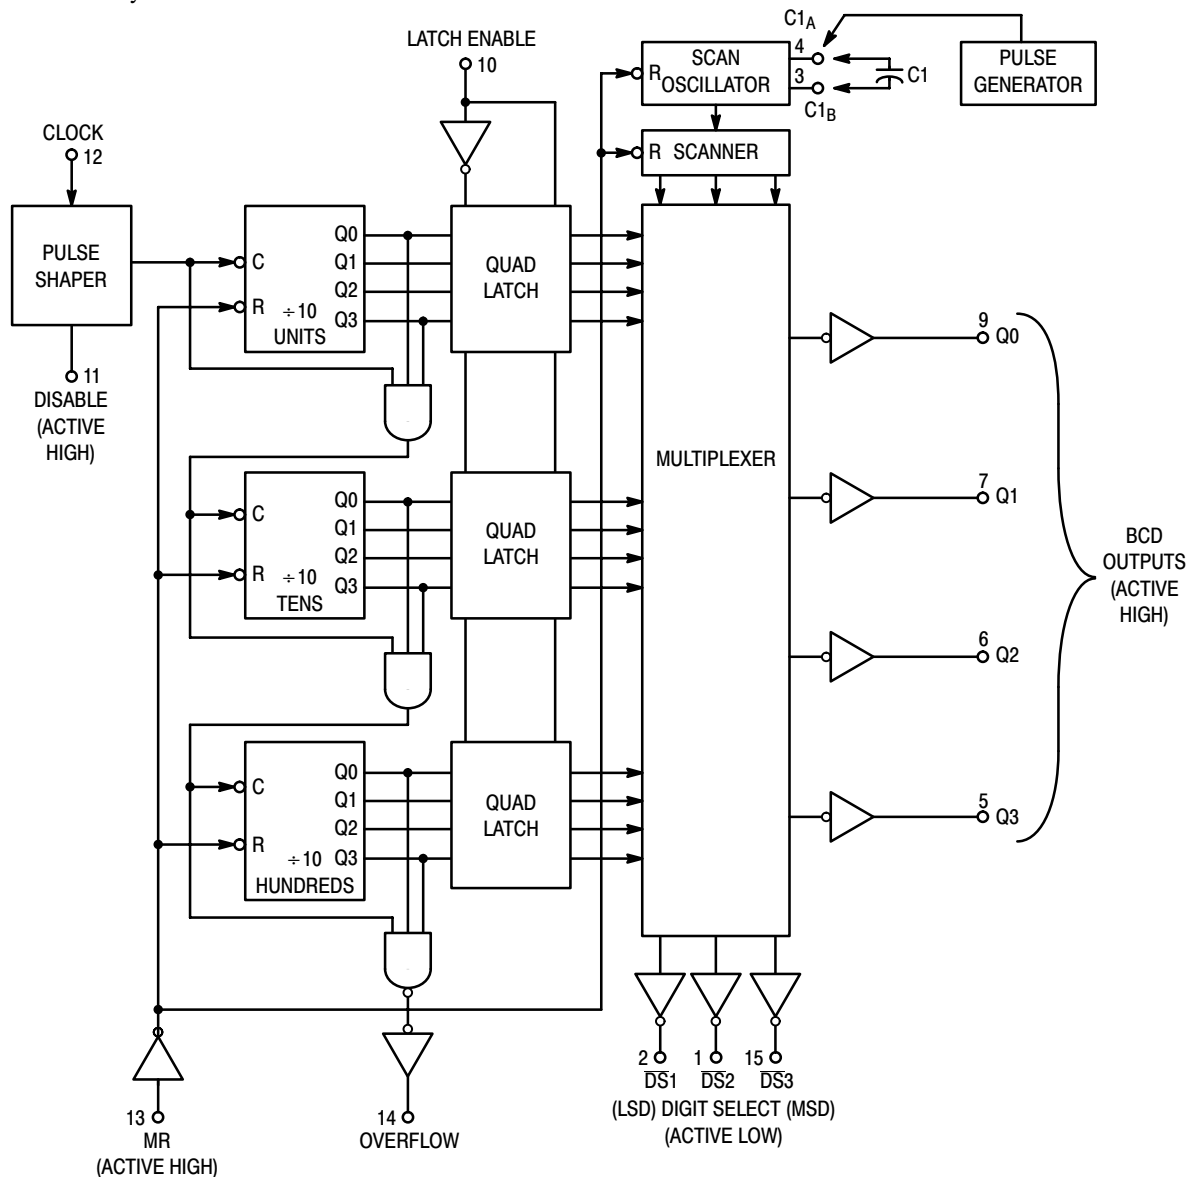 LATCH ENABLE
10
C1A
4
3
C1B
C1
SCAN
R OSCILLATOR
PULSE
GENERATOR
R SCANNER
CLOCK
12
PULSE
SHAPER
11
DISABLE
(ACTIVE
HIGH)
C
R
÷10
UNITS
Q0
Q1
Q2
Q3
QUAD
LATCH
C
R
÷10
TENS
Q0
Q1
Q2
Q3
QUAD
LATCH
C
R
÷10
HUNDREDS
Q0
Q1
Q2
Q3
QUAD
LATCH
MULTIPLEXER
9 Q0
7 Q1
6 Q2
5 Q3
BCD
OUTPUTS
(ACTIVE
HIGH)
13
MR
(ACTIVE HIGH)
14
OVERFLOW
2 1 15
D̅S̅1 D̅S̅2 D̅S̅3
(LSD) DIGIT SELECT (MSD)
(ACTIVE LOW)